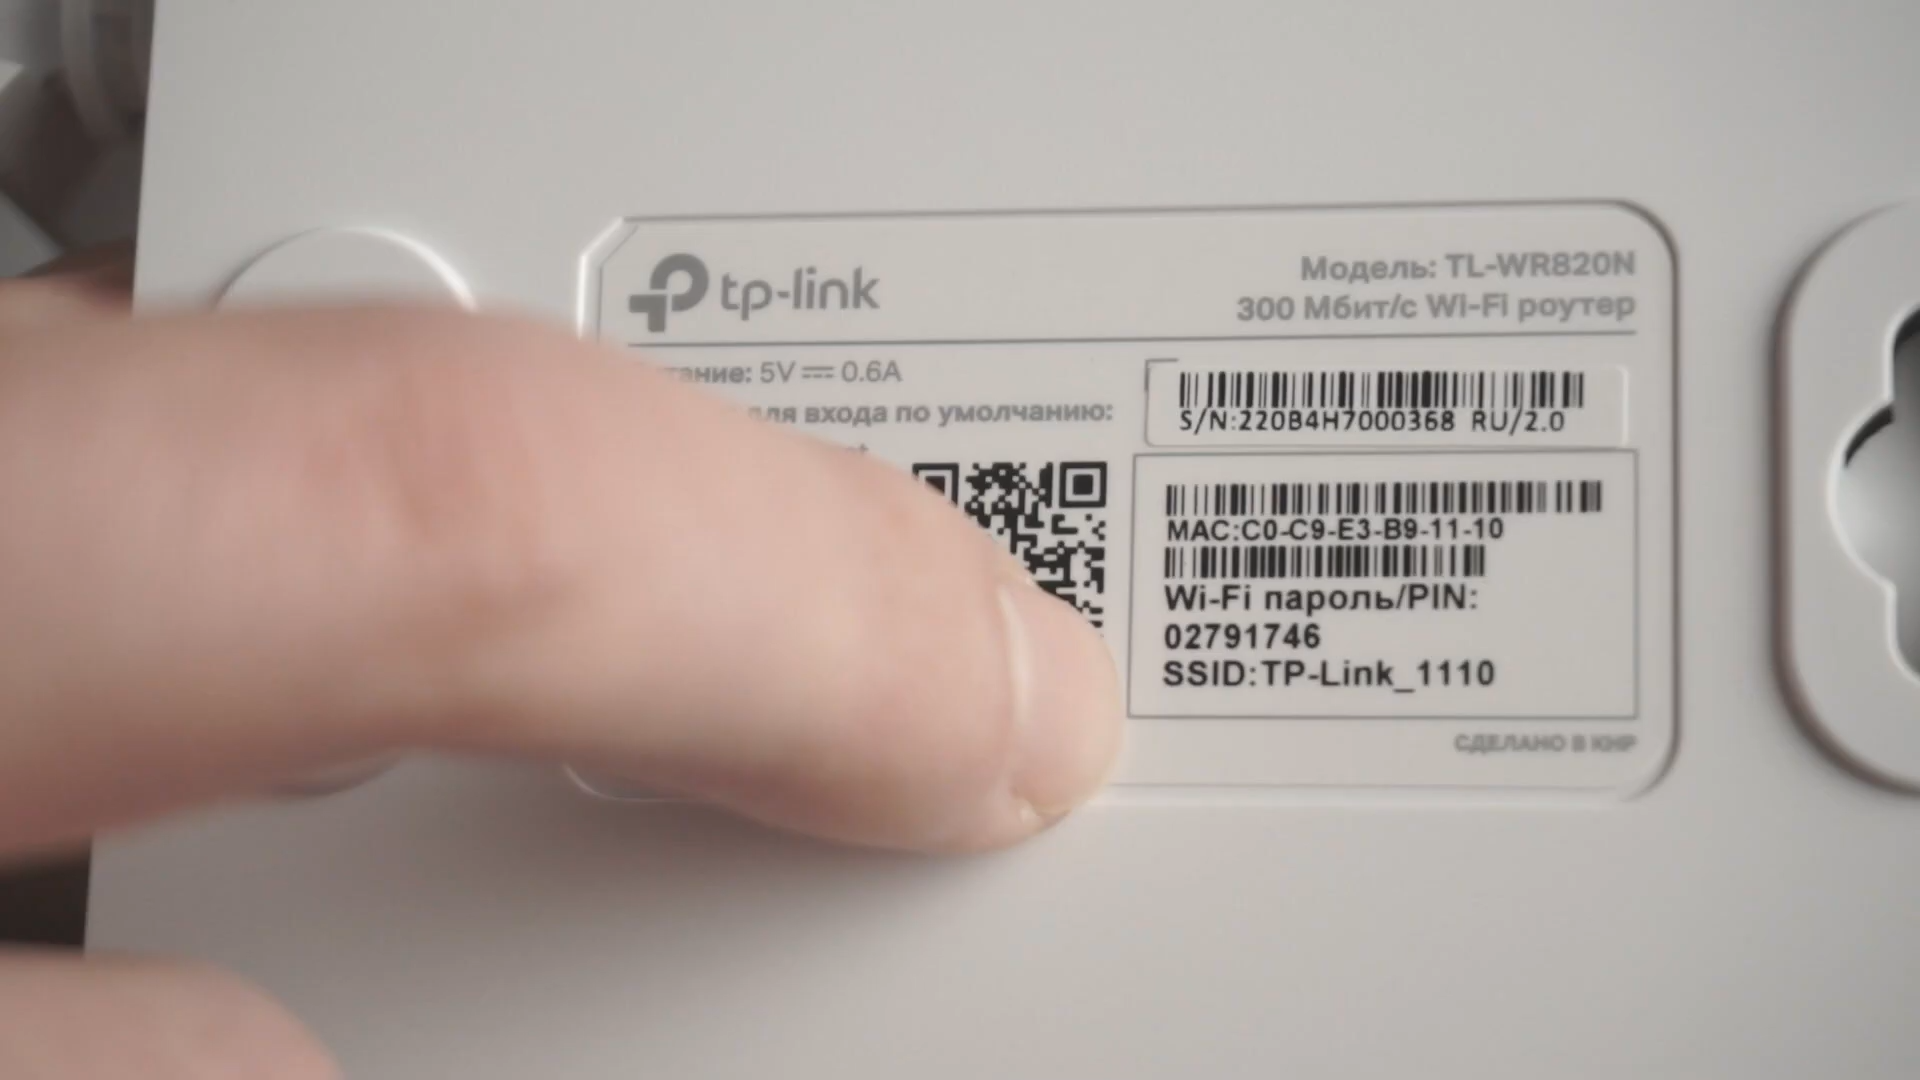 tp-link
Модель: TL-WR820N
300 Мбит/с Wi-Fi роутер
5V ⎓ 0.6A
для входа по умолчанию:
S/N:220B4H7000368 RU/2.0
MAC:C0-C9-E3-B9-11-10
Wi-Fi пароль/PIN:
02791746
SSID:TP-Link_1110
СДЕЛАНО В КНР